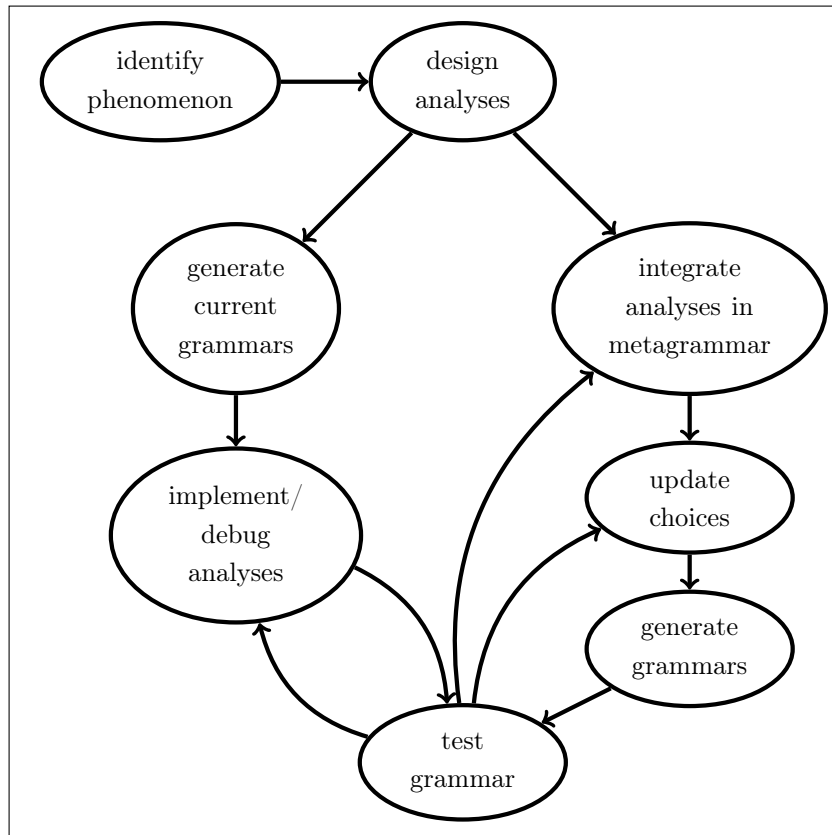 identify
phenomenon
design
analyses
generate
current
grammars
integrate
analyses in
metagrammar
implement/
debug
analyses
update
choices
generate
grammars
test
grammar